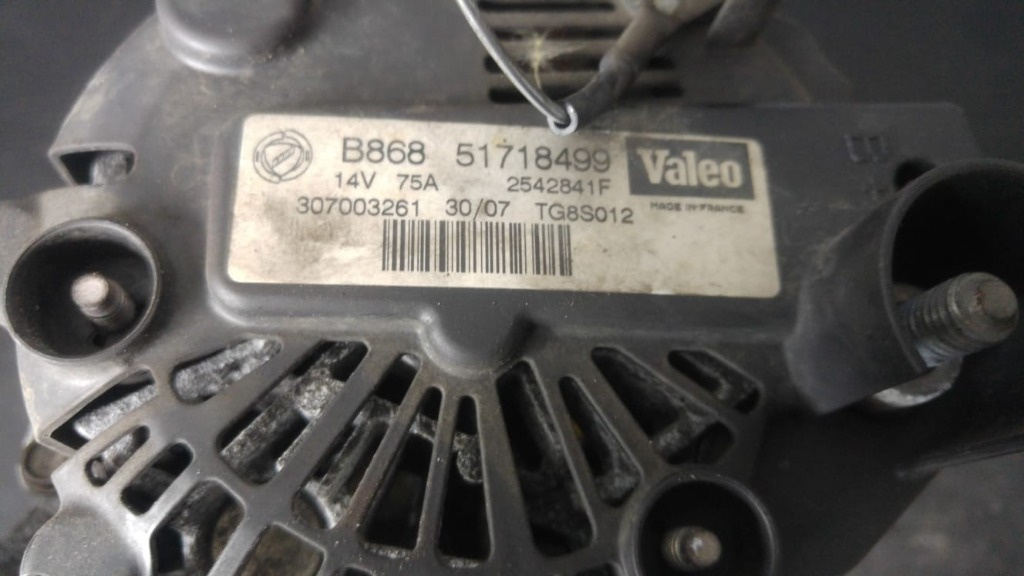 B868 51718499 Valeo
14V 75A 2542841F
MADE IN FRANCE
307003261 30/07 TG8S012